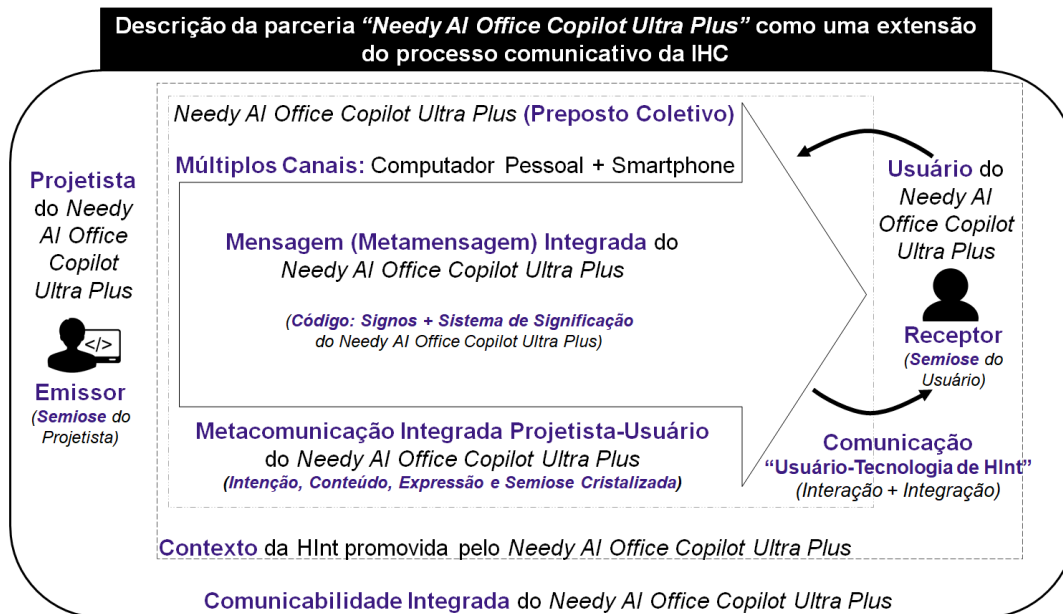 Descrição da parceria “Needy AI Office Copilot Ultra Plus” como uma extensão
do processo comunicativo da IHC
Needy AI Office Copilot Ultra Plus (Preposto Coletivo)
Múltiplos Canais: Computador Pessoal + Smartphone
Projetista
do Needy
AI Office
Copilot
Ultra Plus
</>
Emissor
(Semiose do
Projetista)
Mensagem (Metamensagem) Integrada do
Needy AI Office Copilot Ultra Plus
(Código: Signos + Sistema de Significação
do Needy AI Office Copilot Ultra Plus)
Metacomunicação Integrada Projetista-Usuário
do Needy AI Office Copilot Ultra Plus
(Intenção, Conteúdo, Expressão e Semiose Cristalizada)
Usuário do
Needy AI
Office Copilot
Ultra Plus
Receptor
(Semiose do
Usuário)
Comunicação
“Usuário-Tecnologia de HInt”
(Interação + Integração)
Contexto da HInt promovida pelo Needy AI Office Copilot Ultra Plus
Comunicabilidade Integrada do Needy AI Office Copilot Ultra Plus